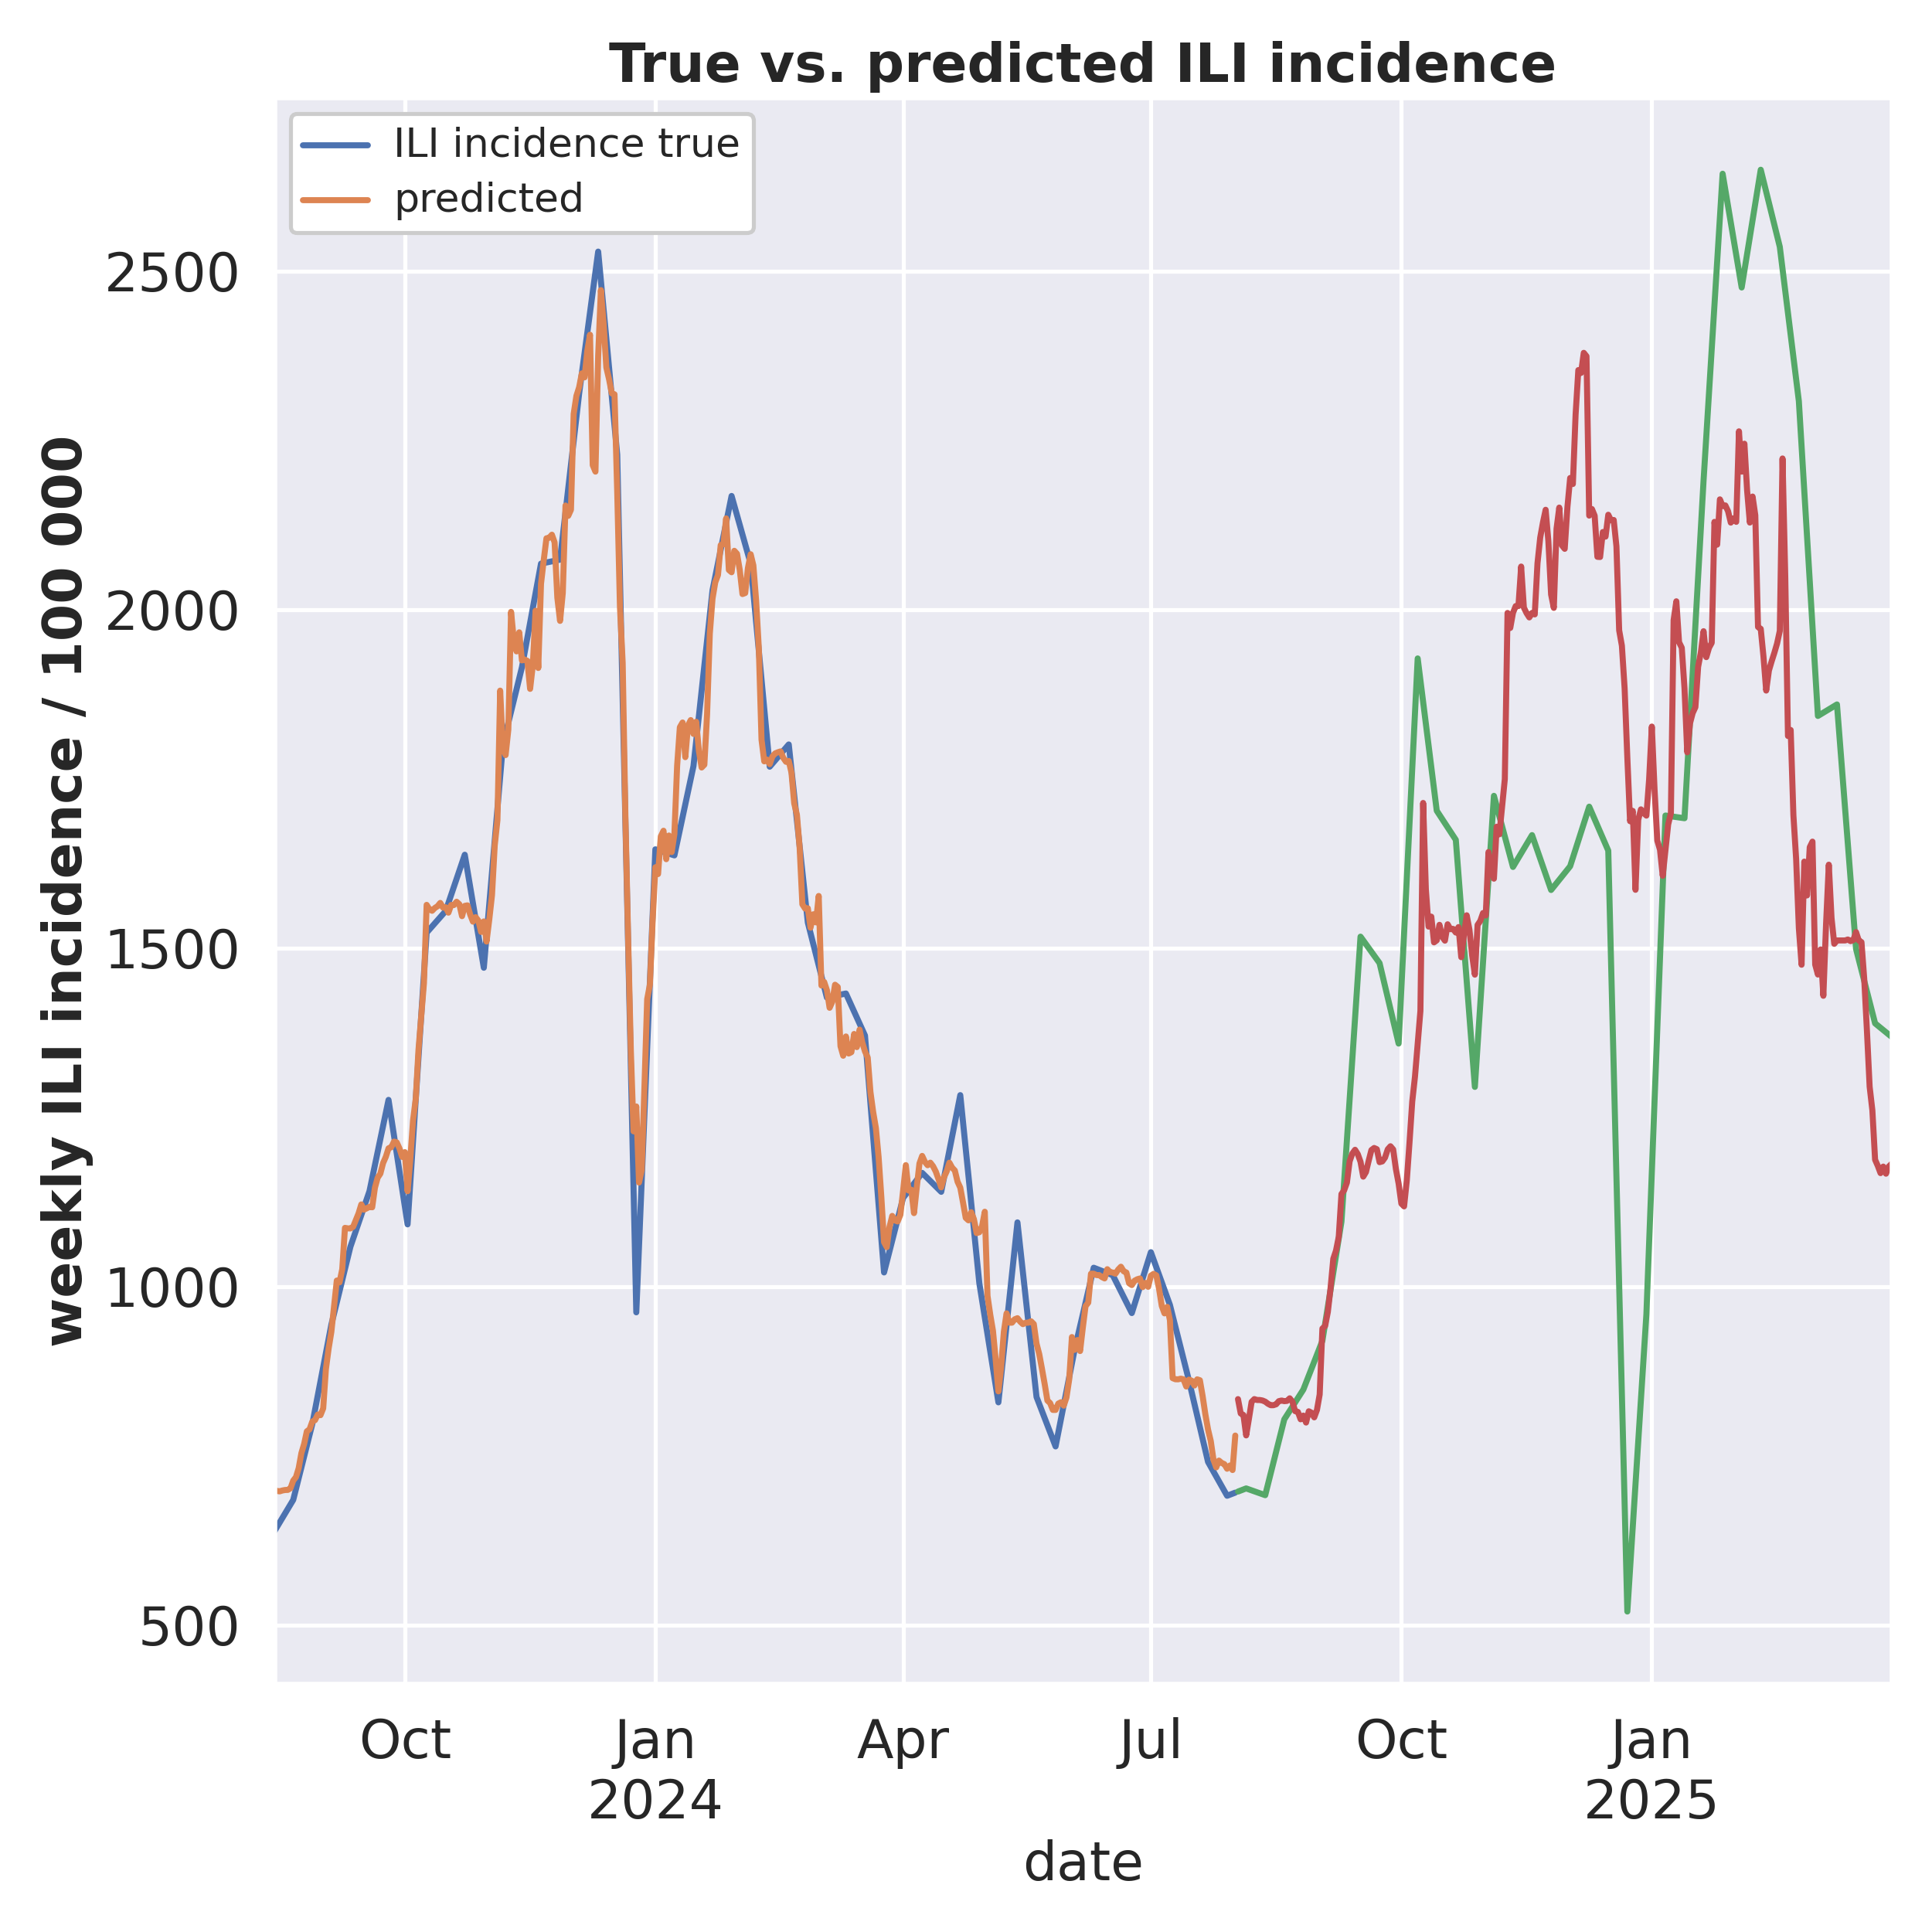 True vs. predicted ILI incidence
ILI incidence true
predicted
weekly ILI incidence / 100 000
2500
2000
1500
1000
500
Oct
Jan
2024
Apr
Jul
Oct
Jan
2025
date